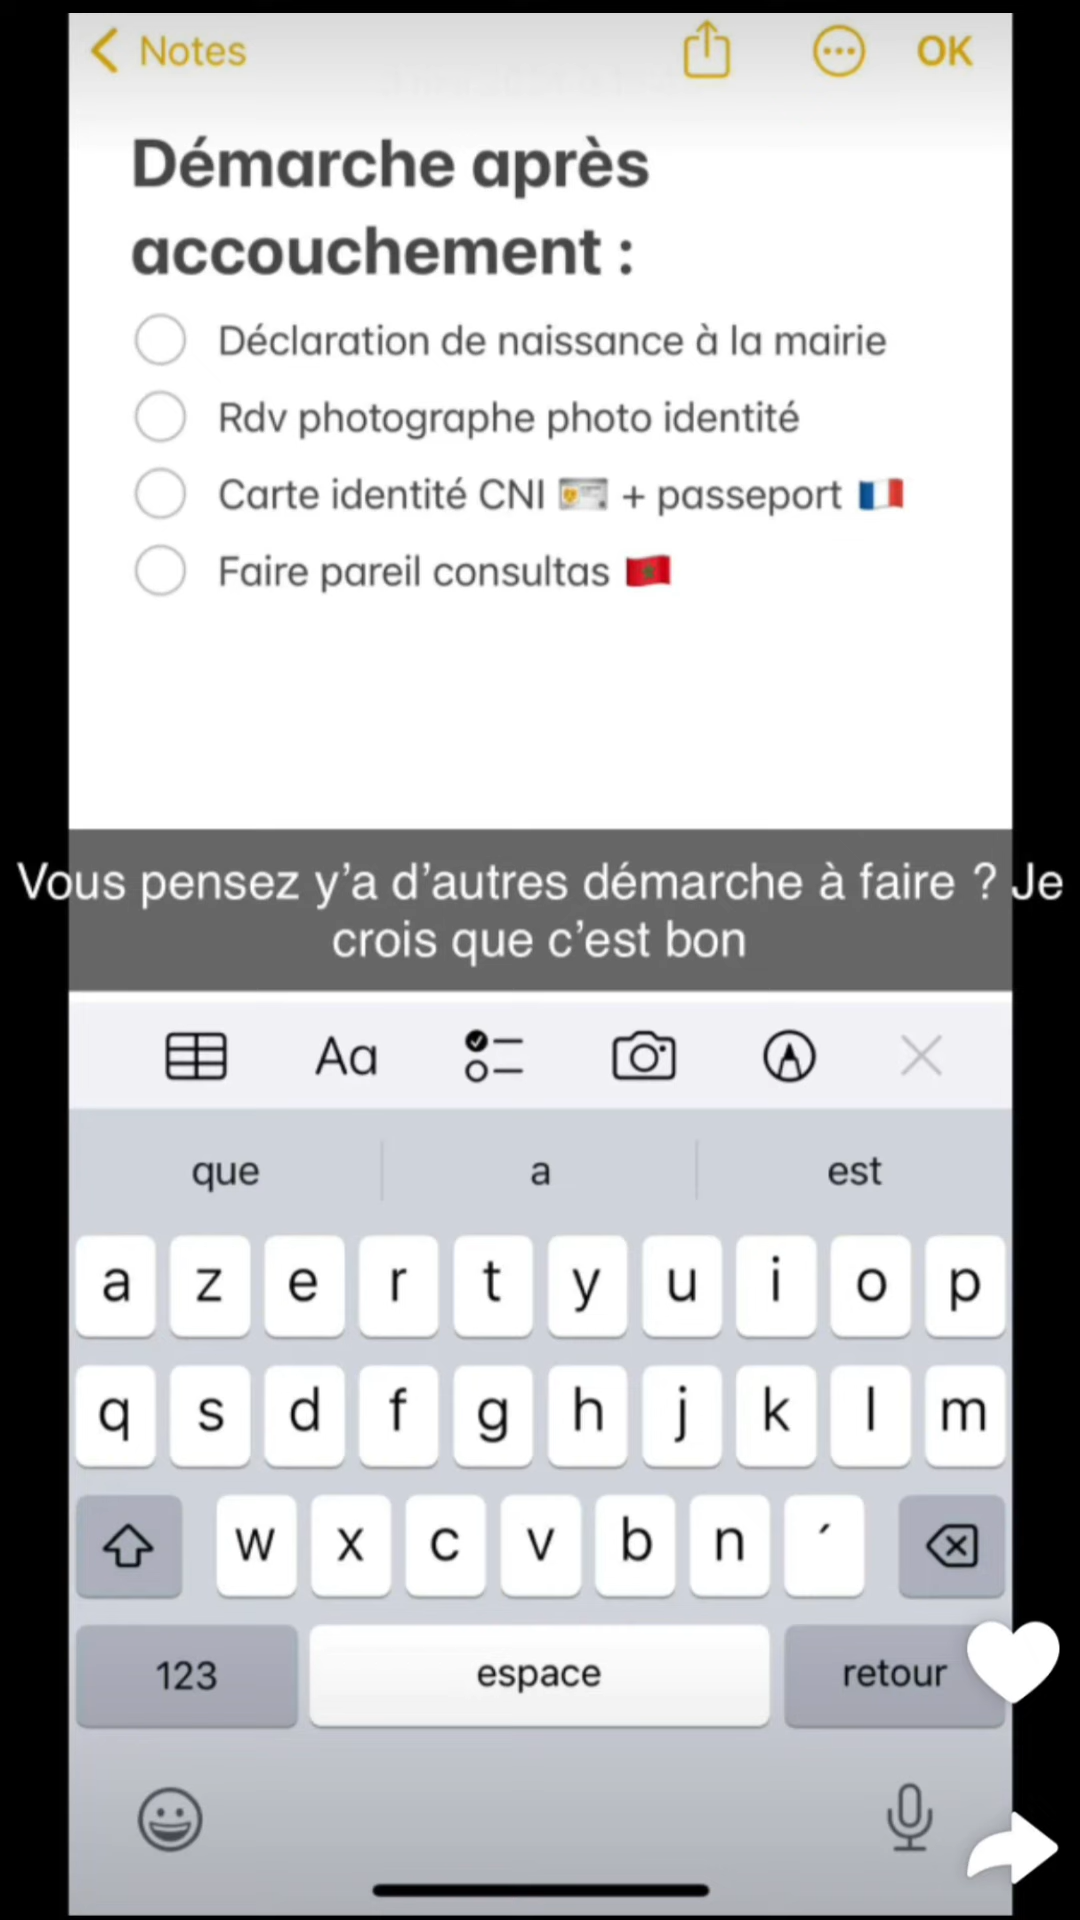 Notes
OK
Démarche après
accouchement :
Déclaration de naissance à la mairie
Rdv photographe photo identité
Carte identité CNI 🪪 + passeport 🇫🇷
Faire pareil consultas 🇲🇦
Vous pensez y’a d’autres démarche à faire ? Je
crois que c’est bon
Aa
que a est
a z e r t y u i o p
q s d f g h j k l m
w x c v b n ´
123 espace retour